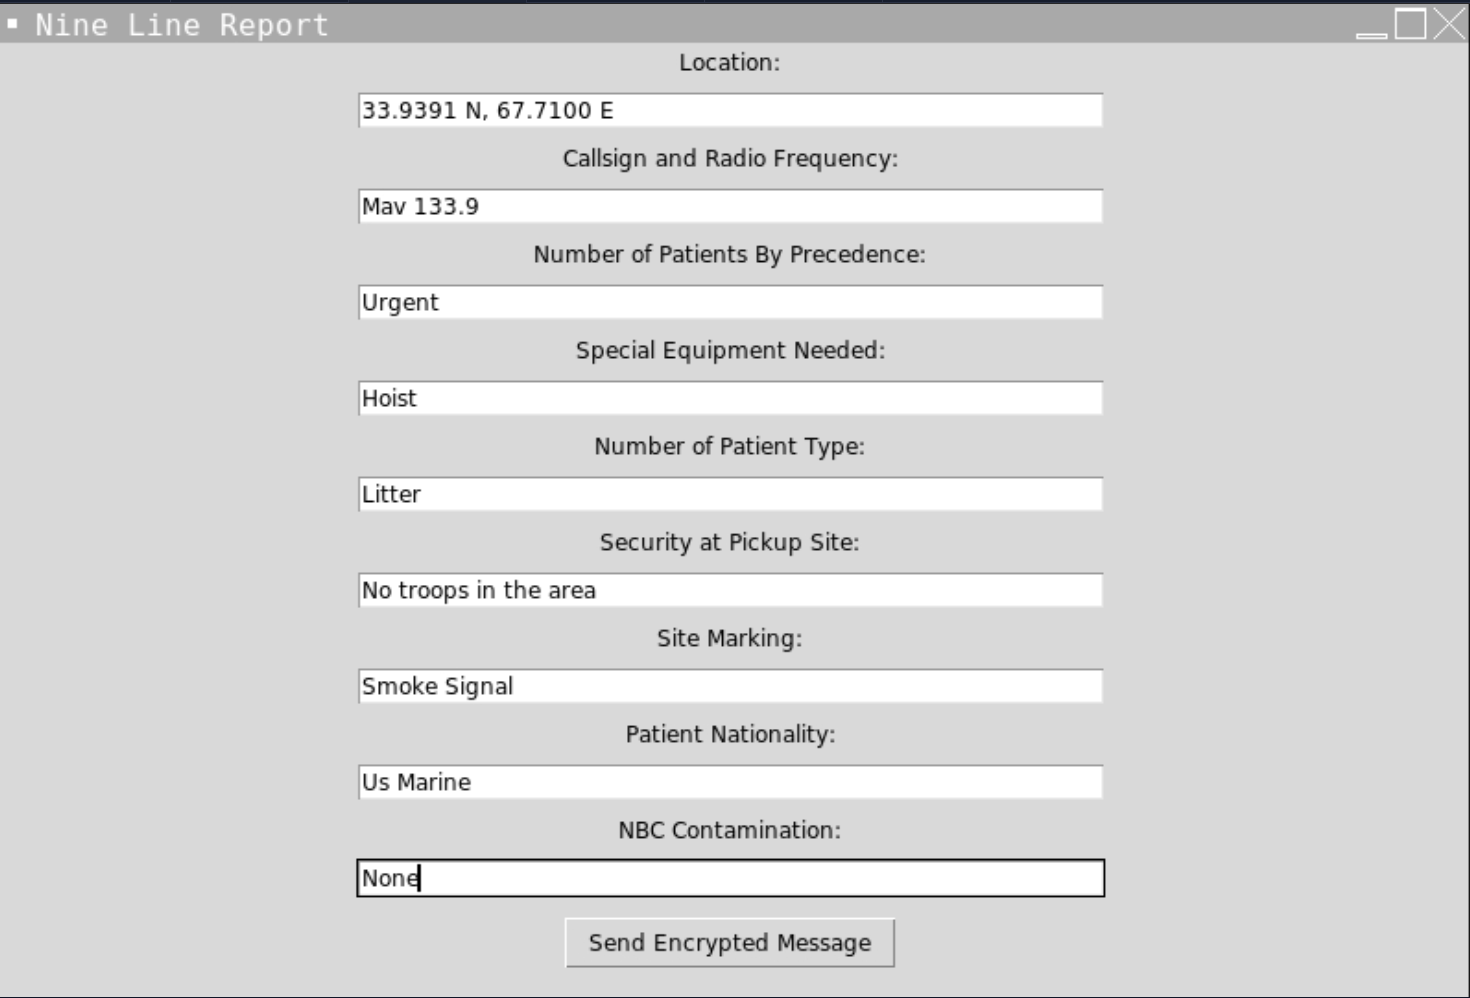 Nine Line Report
Location:
33.9391 N, 67.7100 E
Callsign and Radio Frequency:
Mav 133.9
Number of Patients By Precedence:
Urgent
Special Equipment Needed:
Hoist
Number of Patient Type:
Litter
Security at Pickup Site:
No troops in the area
Site Marking:
Smoke Signal
Patient Nationality:
Us Marine
NBC Contamination:
None
Send Encrypted Message